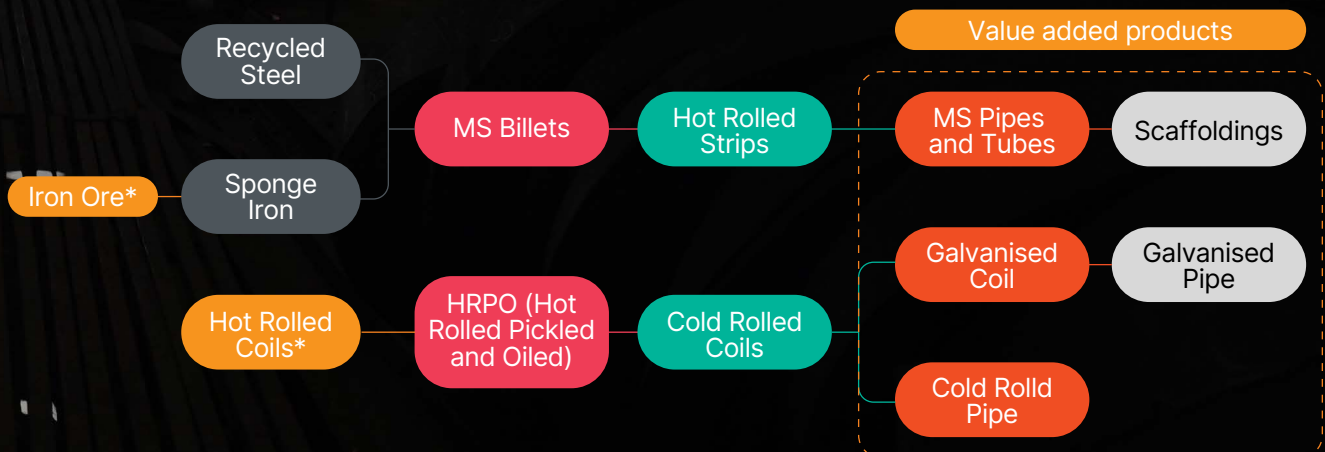 Value added products
Recycled
Steel
MS Billets
Hot Rolled
Strips
MS Pipes
and Tubes
Scaffoldings
Iron Ore*
Sponge
Iron
Galvanised
Coil
Galvanised
Pipe
Hot Rolled
Coils*
HRPO (Hot
Rolled Pickled
and Oiled)
Cold Rolled
Coils
Cold Rolld
Pipe